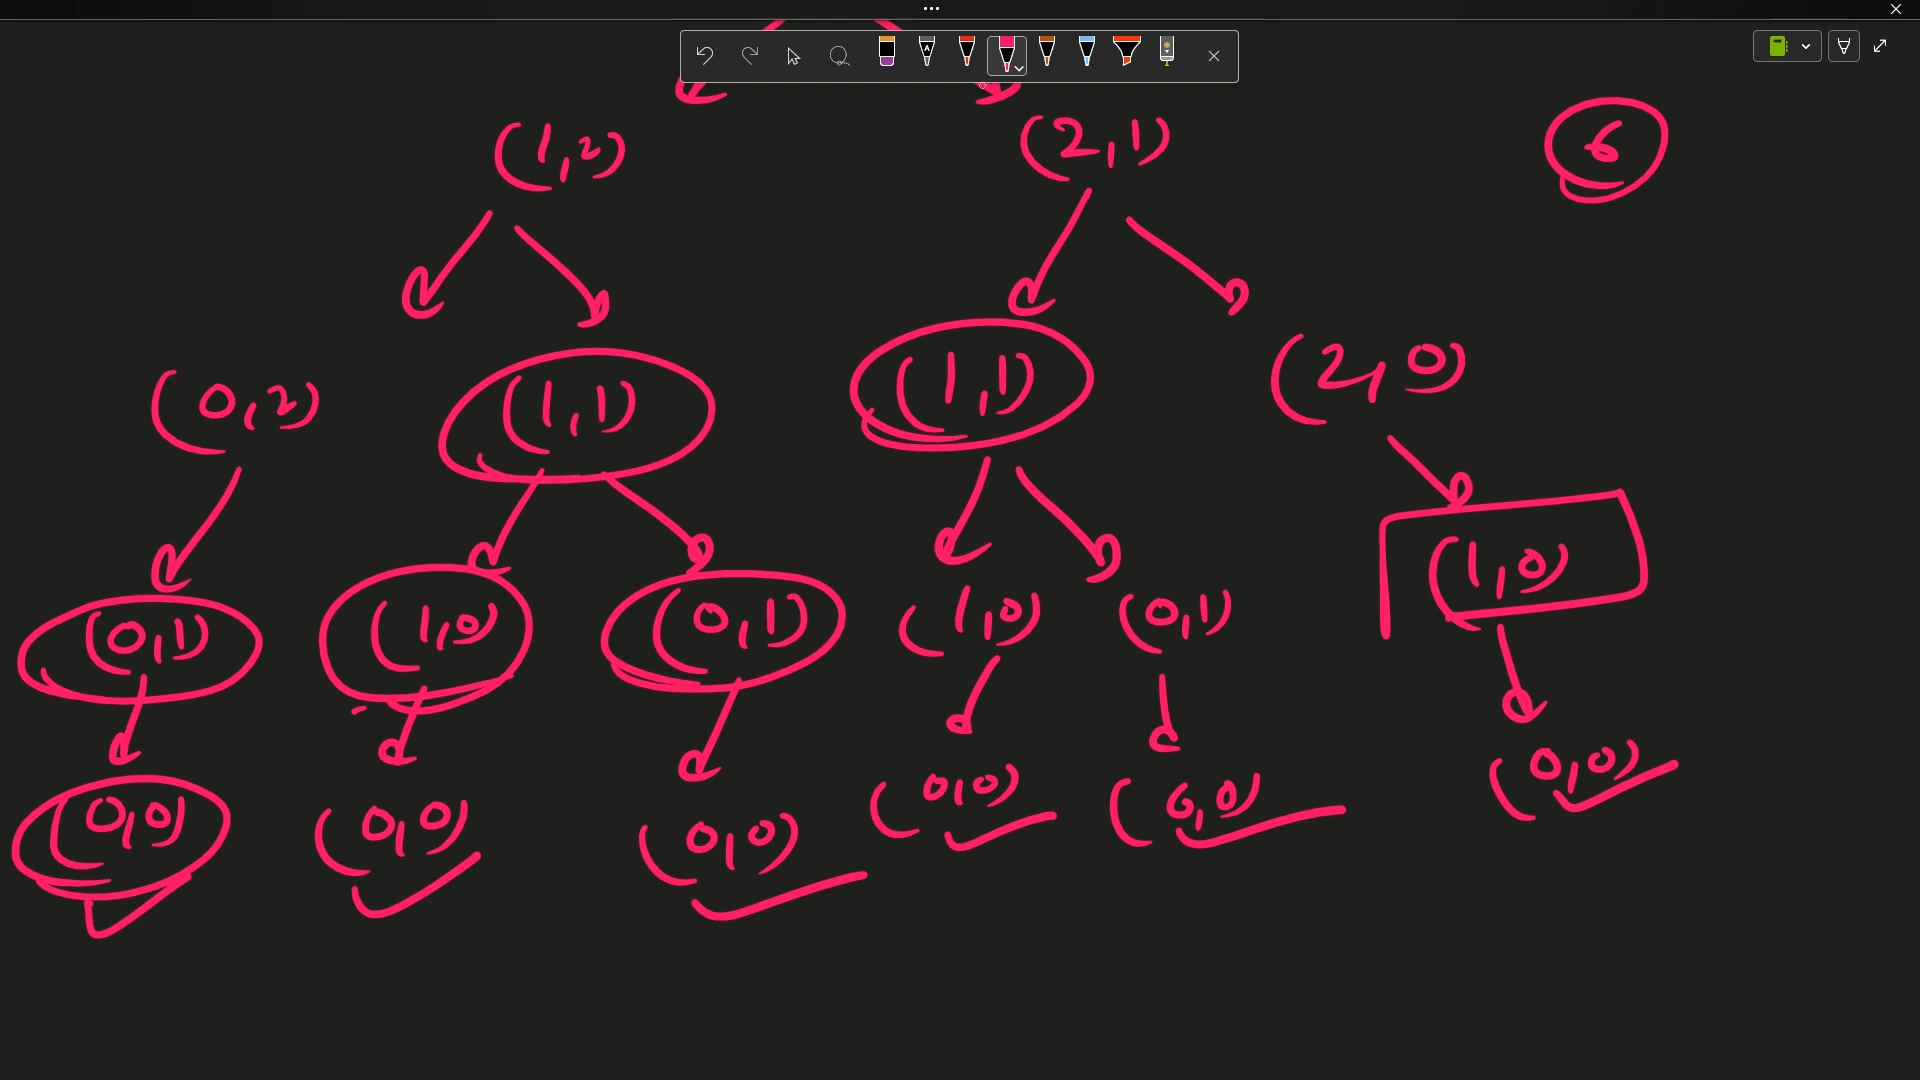 (1,2) (2,1) 6
(0,2) (1,1) (1,1) (2,0)
(0,1) (1,0) (0,1) (1,0) (0,1) (1,0)
(0,0) (0,0) (0,0) (0,0) (0,0) (0,0)